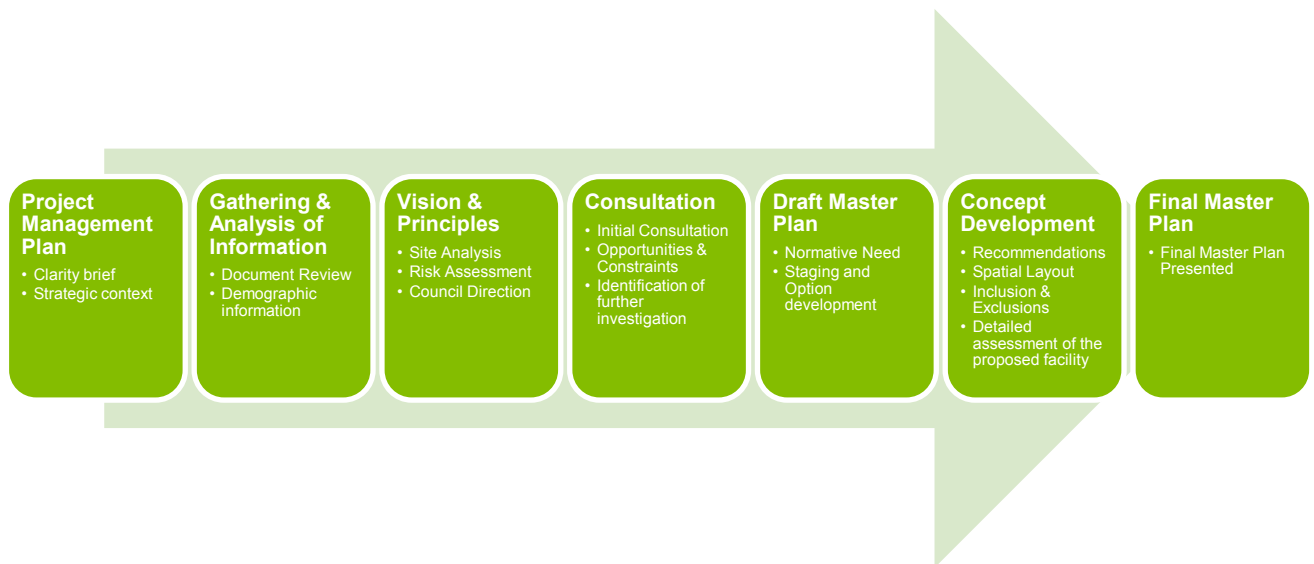 Project
Management
Plan
• Clarity brief
• Strategic context
Gathering &
Analysis of
Information
• Document Review
• Demographic
information
Vision &
Principles
• Site Analysis
• Risk Assessment
• Council Direction
Consultation
• Initial Consultation
• Opportunities &
Constraints
• Identification of
further
investigation
Draft Master
Plan
• Normative Need
• Staging and
Option
development
Concept
Development
• Recommendations
• Spatial Layout
• Inclusion &
Exclusions
• Detailed
assessment of the
proposed facility
Final Master
Plan
• Final Master Plan
Presented